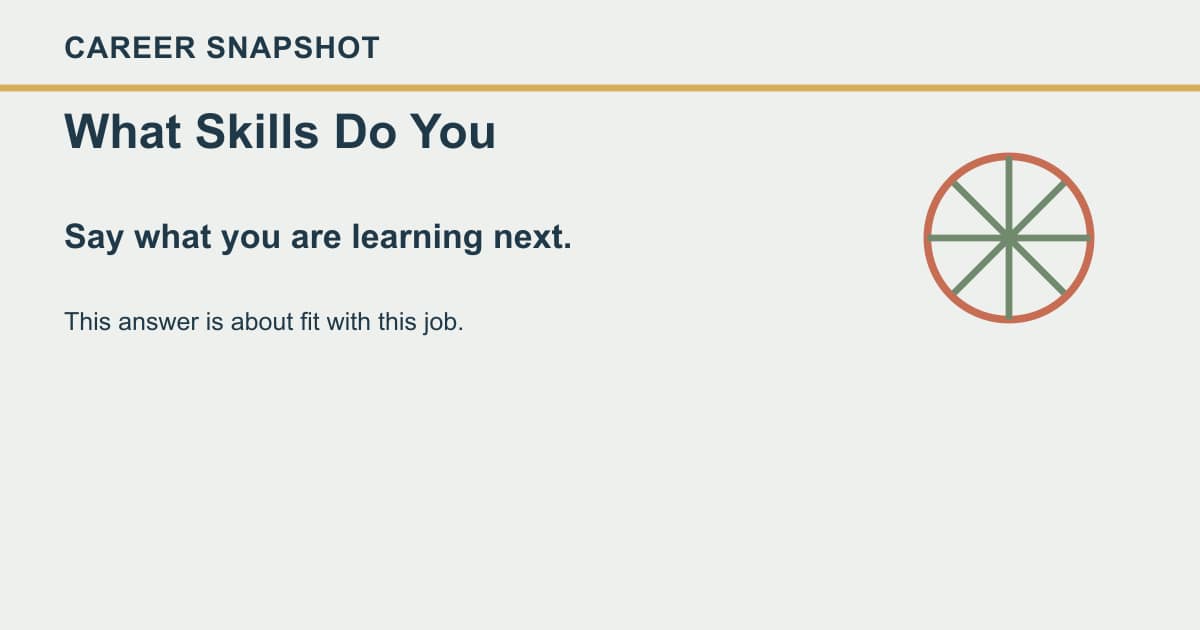 CAREER SNAPSHOT
What Skills Do You
Say what you are learning next.
This answer is about fit with this job.